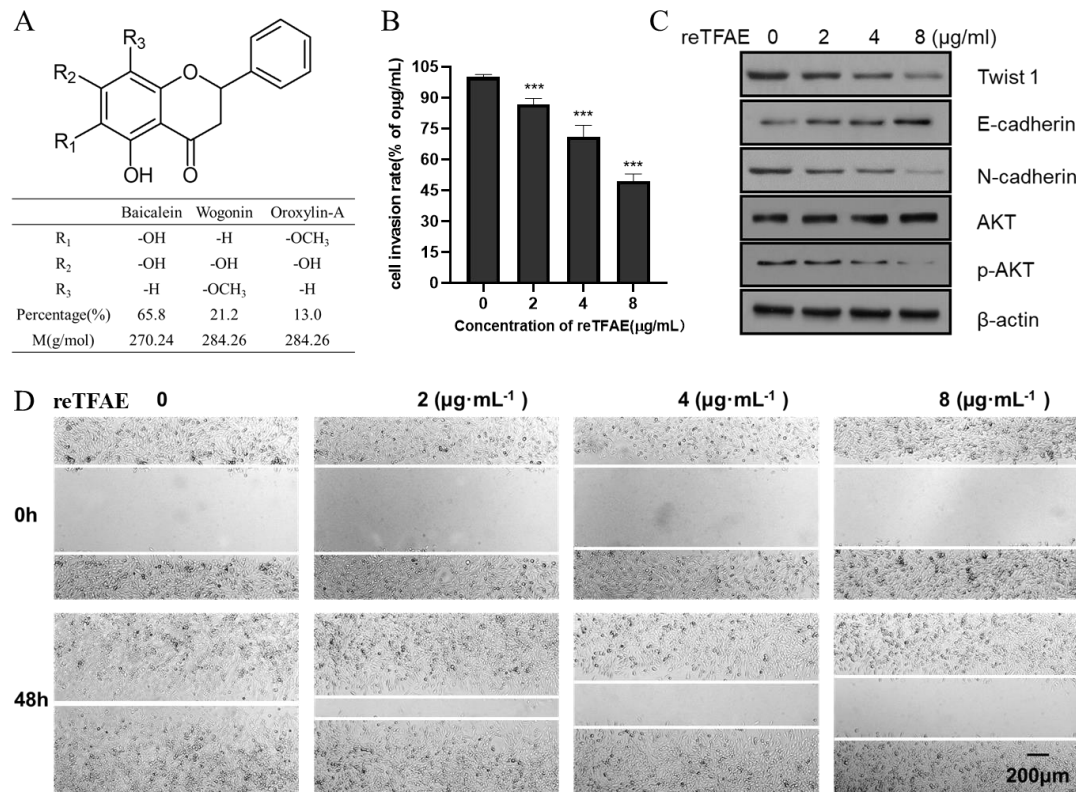 A
R3
R2
O
R1
OH
O
Baicalein Wogonin Oroxylin-A
R1 -OH -H -OCH3
R2 -OH -OH -OH
R3 -H -OCH3 -H
Percentage(%) 65.8 21.2 13.0
M(g/mol) 270.24 284.26 284.26
B
cell invasion rate(% of oμg/mL)
105
90
75
60
45
30
15
0
***
***
***
0 2 4 8
Concentration of reTFAE(μg/mL)
C
reTFAE 0 2 4 8 (μg/ml)
Twist 1
E-cadherin
N-cadherin
AKT
p-AKT
β-actin
D
reTFAE 0 2 (μg·mL-1 ) 4 (μg·mL-1 ) 8 (μg·mL-1 )
0h
48h
200μm